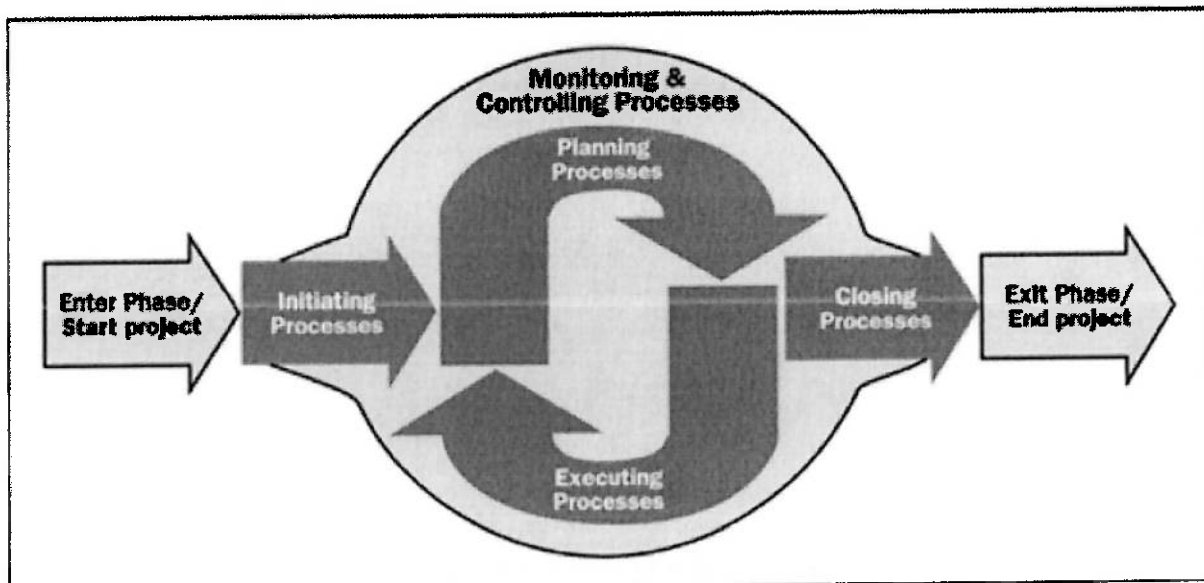 Monitoring &
Controlling Processes
Planning
Processes
Enter Phase/
Start project
Initiating
Processes
Closing
Processes
Exit Phase/
End project
Executing
Processes